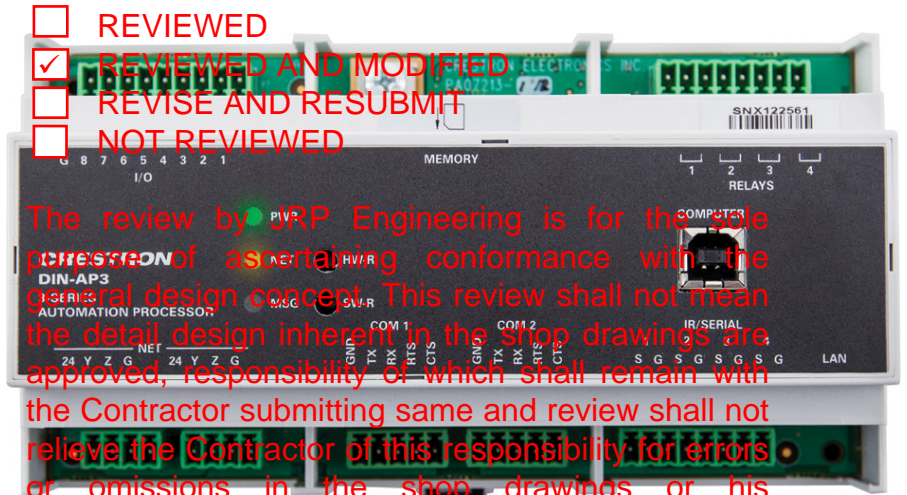 REVIEWED
REVIEWED AND MODIFIED
REVISE AND RESUBMIT
NOT REVIEWED
CRESTRON ELECTRONICS INC
SNX122561
G 8 7 6 5 4 3 2 1
I/O
MEMORY
1 2 3 4
RELAYS
The review by JRP Engineering is for the sole
purpose of ascertaining conformance with the
general design concept. This review shall not mean
the detail design inherent in the shop drawings are
approved, responsibility of which shall remain with
the Contractor submitting same and review shall not
relieve the Contractor of this responsibility for errors
or omissions in the shop drawings or his
PWR
COMPUTER
CRESTRON
NET
HW-R
DIN-AP3
3-SERIES
AUTOMATION PROCESSOR
MSG
SW-R
COM 1
COM 2
IR/SERIAL
1 2 3 4
NET
24 Y Z G 24 Y Z G
GND TX RX RTS CTS
GND TX RX RTS CTS
S G S G S G S G
LAN